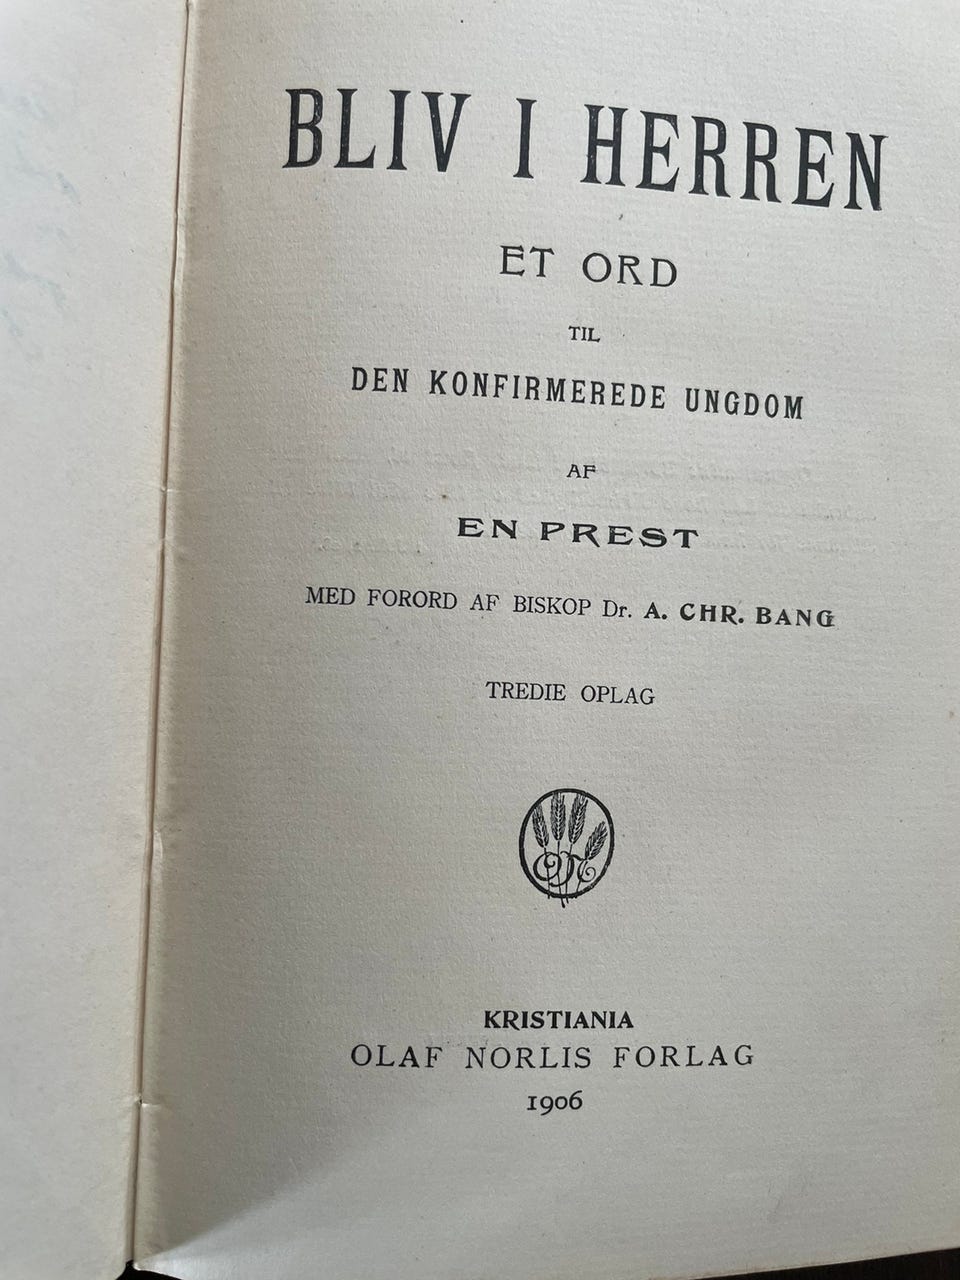 BLIV I HERREN
ET ORD
TIL
DEN KONFIRMEREDE UNGDOM
AF
EN PREST
MED FORORD AF BISKOP Dr. A. CHR. BANG
TREDIE OPLAG
KRISTIANIA
OLAF NORLIS FORLAG
1906